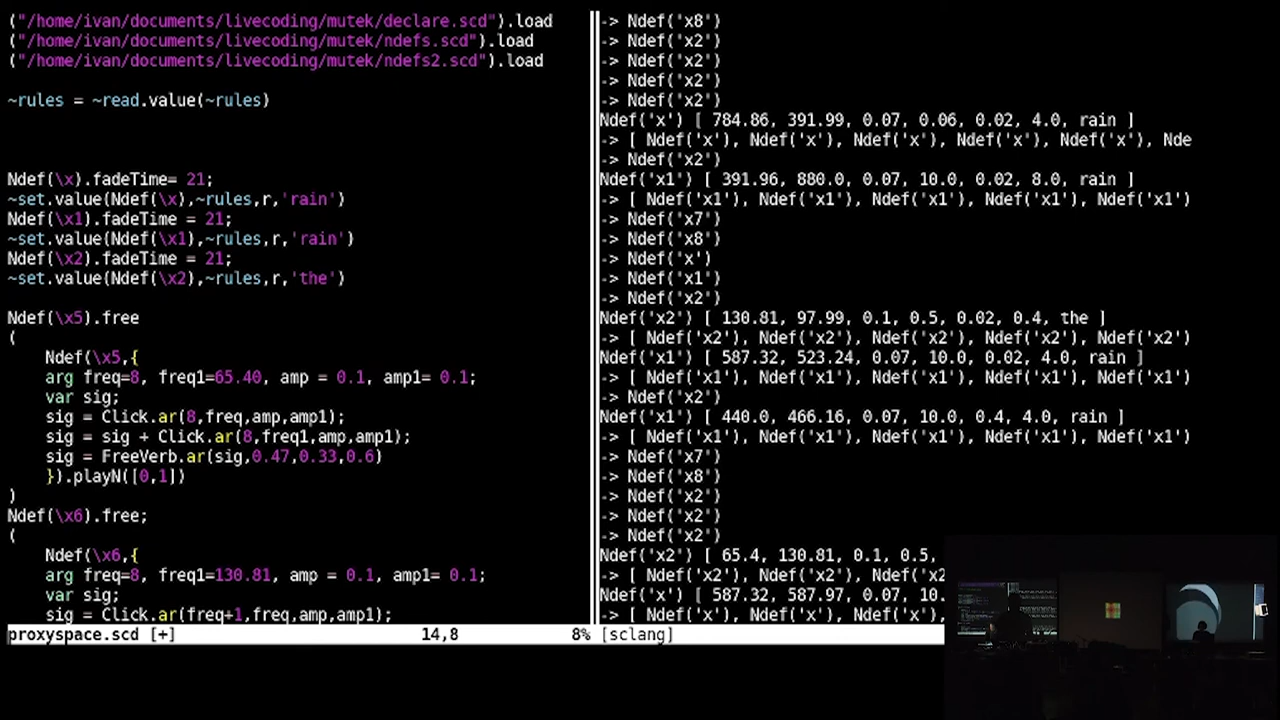 ("/home/ivan/documents/livecoding/mutek/declare.scd").load
("/home/ivan/documents/livecoding/mutek/ndefs.scd").load
("/home/ivan/documents/livecoding/mutek/ndefs2.scd").load
~rules = ~read.value(~rules)
Ndef(\x).fadeTime= 21;
~set.value(Ndef(\x),~rules,r,'rain')
Ndef(\x1).fadeTime = 21;
~set.value(Ndef(\x1),~rules,r,'rain')
Ndef(\x2).fadeTime = 21;
~set.value(Ndef(\x2),~rules,r,'the')
Ndef(\x5).free
(
Ndef(\x5,{
arg freq=8, freq1=65.40, amp = 0.1, amp1= 0.1;
var sig;
sig = Click.ar(8,freq,amp,amp1);
sig = sig + Click.ar(8,freq1,amp,amp1);
sig = FreeVerb.ar(sig,0.47,0.33,0.6)
}).playN([0,1])
)
Ndef(\x6).free;
(
Ndef(\x6,{
arg freq=8, freq1=130.81, amp = 0.1, amp1= 0.1;
var sig;
sig = Click.ar(freq+1,freq,amp,amp1);
proxyspace.scd [+] 14,8 8%
-> Ndef('x8')
-> Ndef('x2')
-> Ndef('x2')
-> Ndef('x2')
-> Ndef('x2')
Ndef('x') [ 784.86, 391.99, 0.07, 0.06, 0.02, 4.0, rain ]
-> [ Ndef('x'), Ndef('x'), Ndef('x'), Ndef('x'), Ndef('x'), Nde
-> Ndef('x2')
Ndef('x1') [ 391.96, 880.0, 0.07, 10.0, 0.02, 8.0, rain ]
-> [ Ndef('x1'), Ndef('x1'), Ndef('x1'), Ndef('x1'), Ndef('x1')
-> Ndef('x7')
-> Ndef('x8')
-> Ndef('x')
-> Ndef('x1')
-> Ndef('x2')
Ndef('x2') [ 130.81, 97.99, 0.1, 0.5, 0.02, 0.4, the ]
-> [ Ndef('x2'), Ndef('x2'), Ndef('x2'), Ndef('x2'), Ndef('x2')
Ndef('x1') [ 587.32, 523.24, 0.07, 10.0, 0.02, 4.0, rain ]
-> [ Ndef('x1'), Ndef('x1'), Ndef('x1'), Ndef('x1'), Ndef('x1')
-> Ndef('x2')
Ndef('x1') [ 440.0, 466.16, 0.07, 10.0, 0.4, 4.0, rain ]
-> [ Ndef('x1'), Ndef('x1'), Ndef('x1'), Ndef('x1'), Ndef('x1')
-> Ndef('x7')
-> Ndef('x8')
-> Ndef('x2')
-> Ndef('x2')
-> Ndef('x2')
Ndef('x2') [ 65.4, 130.81, 0.1, 0.5,
-> [ Ndef('x2'), Ndef('x2'), Ndef('x2
Ndef('x') [ 587.32, 587.97, 0.07, 10.
-> [ Ndef('x'), Ndef('x'), Ndef('x'),
[sclang]